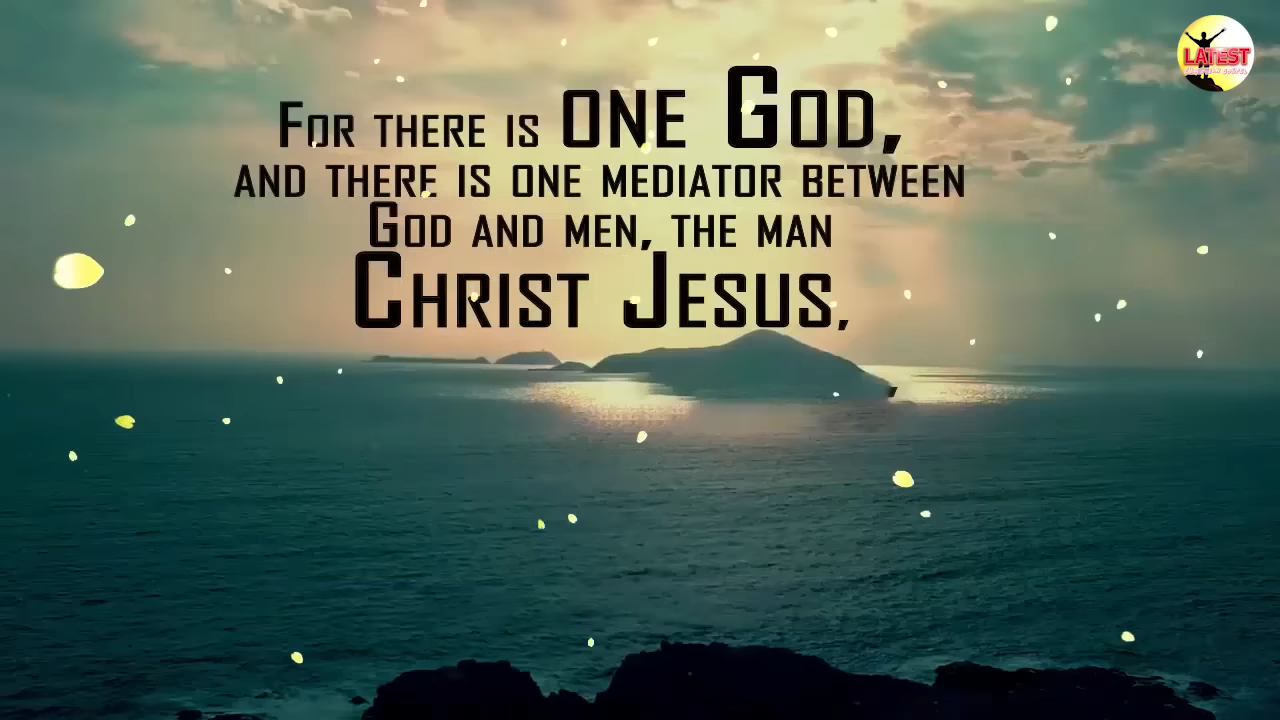 For there is one God,
and there is one mediator between
God and men, the man
Christ Jesus,
LATEST